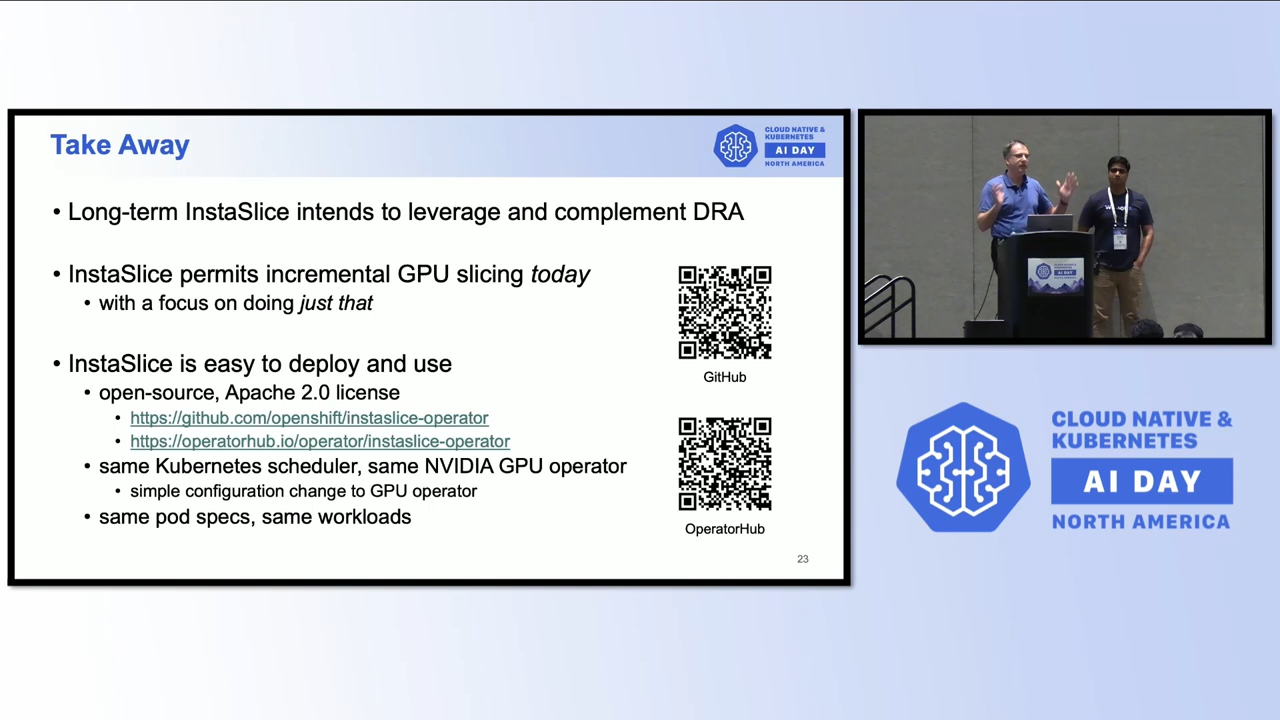 Take Away
CLOUD NATIVE &
KUBERNETES
AI DAY
NORTH AMERICA
• Long-term InstaSlice intends to leverage and complement DRA
• InstaSlice permits incremental GPU slicing today
• with a focus on doing just that
• InstaSlice is easy to deploy and use
• open-source, Apache 2.0 license
• https://github.com/openshift/instaslice-operator
• https://operatorhub.io/operator/instaslice-operator
• same Kubernetes scheduler, same NVIDIA GPU operator
• simple configuration change to GPU operator
• same pod specs, same workloads
GitHub
OperatorHub
23
CLOUD NATIVE &
KUBERNETES
AI DAY
NORTH AMERICA